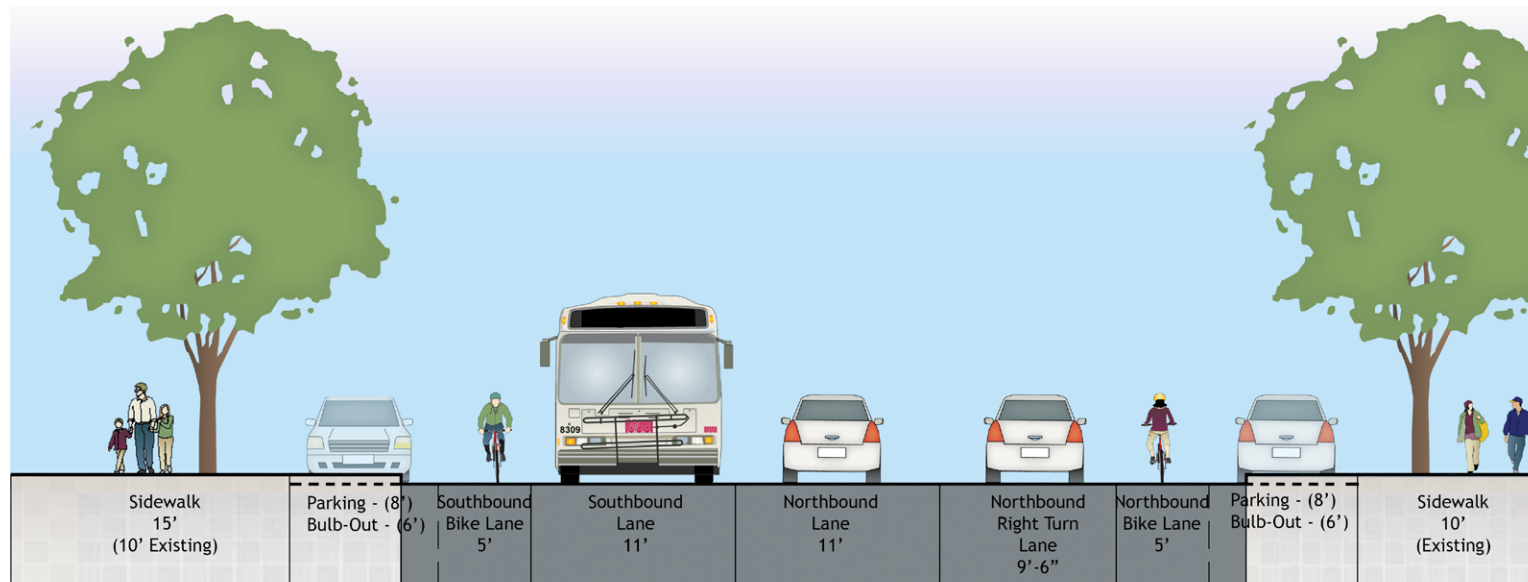 8309
Sidewalk
15’
(10’ Existing)
Parking - (8’)
Bulb-Out - (6’)
Southbound
Bike Lane
5’
Southbound
Lane
11’
Northbound
Lane
11’
Northbound
Right Turn
Lane
9’-6”
Northbound
Bike Lane
5’
Parking - (8’)
Bulb-Out - (6’)
Sidewalk
10’
(Existing)